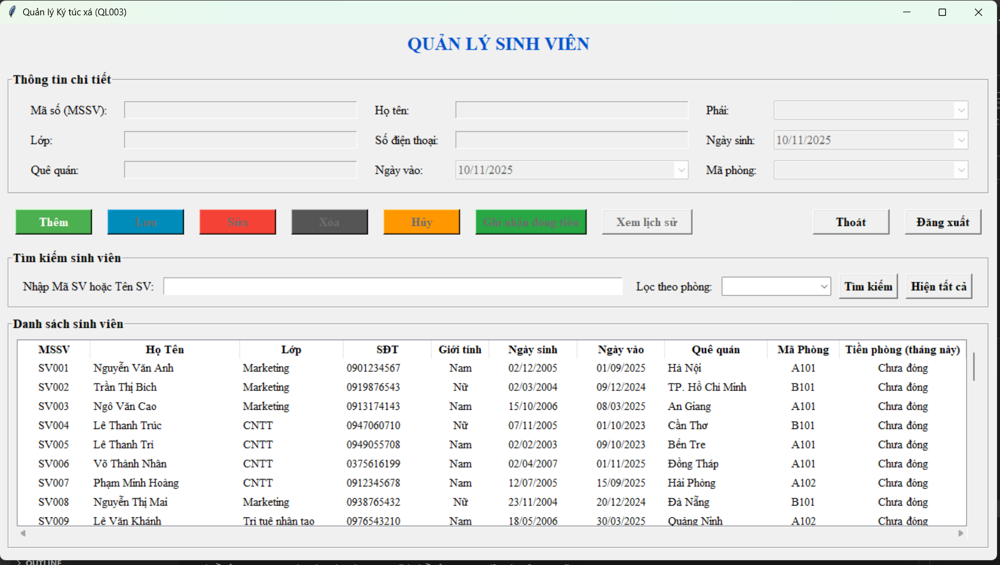 Quản lý Ký túc xá (QL003)
QUẢN LÝ SINH VIÊN
Thông tin chi tiết
Mã số (MSSV): Họ tên: Phái:
Lớp: Số điện thoại: Ngày sinh: 10/11/2025
Quê quán: Ngày vào: 10/11/2025 Mã phòng:
Thêm Lưu Sửa Xóa Hủy Ghi nhận đóng tiền Xem lịch sử Thoát Đăng xuất
Tìm kiếm sinh viên
Nhập Mã SV hoặc Tên SV: Lọc theo phòng: Tìm kiếm Hiện tất cả
Danh sách sinh viên
MSSV Họ Tên Lớp SĐT Giới tính Ngày sinh Ngày vào Quê quán Mã Phòng Tiền phòng (tháng này)
SV001 Nguyễn Văn Anh Marketing 0901234567 Nam 02/12/2005 01/09/2025 Hà Nội A101 Chưa đóng
SV002 Trần Thị Bích Marketing 0919876543 Nữ 02/03/2004 09/12/2024 TP. Hồ Chí Minh B101 Chưa đóng
SV003 Ngô Văn Cao Marketing 0913174143 Nam 15/10/2006 08/03/2025 An Giang A101 Chưa đóng
SV004 Lê Thanh Trúc CNTT 0947060710 Nữ 07/11/2005 01/10/2023 Cần Thơ B101 Chưa đóng
SV005 Lê Thanh Trí CNTT 0949055708 Nam 02/02/2003 09/10/2023 Bến Tre A101 Chưa đóng
SV006 Võ Thành Nhân CNTT 0375616199 Nam 02/04/2007 01/11/2025 Đồng Tháp A101 Chưa đóng
SV007 Phạm Minh Hoàng CNTT 0912345678 Nam 12/07/2005 15/09/2025 Hải Phòng A102 Chưa đóng
SV008 Nguyễn Thị Mai Marketing 0938765432 Nữ 23/11/2004 20/12/2024 Đà Nẵng B101 Chưa đóng
SV009 Lê Văn Khánh Trí tuệ nhân tạo 0976543210 Nam 18/05/2006 30/03/2025 Quảng Ninh A102 Chưa đóng
OUTLINE